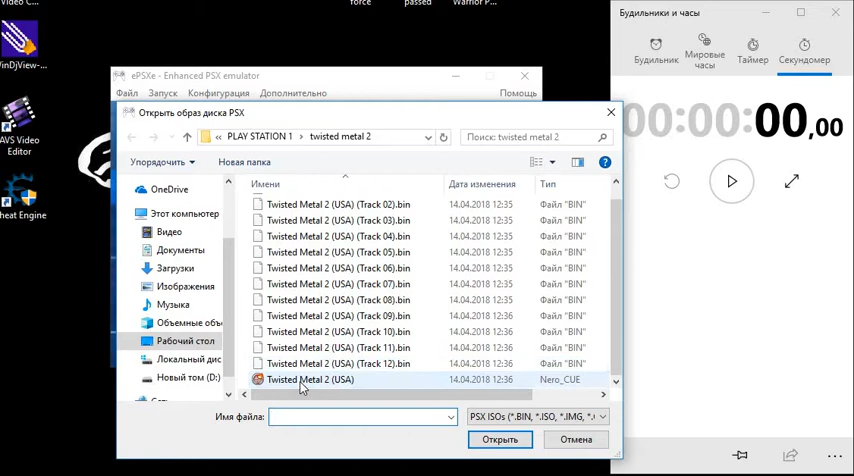 Video C...
force
passed
Warrior P...
WinDjView-...
AVS Video
Editor
Cheat Engine
ePSXe - Enhanced PSX emulator
Файл Запуск Конфигурация Дополнительно Помощь
Открыть образ диска PSX
« PLAY STATION 1 › twisted metal 2
Поиск: twisted metal 2
Упорядочить Новая папка
OneDrive
Этот компьютер
Видео
Документы
Загрузки
Изображения
Музыка
Объемные объ
Рабочий стол
Локальный дис
Новый том (D:)
Сеть
Имени Дата изменения Тип
Twisted Metal 2 (USA) (Track 02).bin 14.04.2018 12:35 Файл "BIN"
Twisted Metal 2 (USA) (Track 03).bin 14.04.2018 12:35 Файл "BIN"
Twisted Metal 2 (USA) (Track 04).bin 14.04.2018 12:35 Файл "BIN"
Twisted Metal 2 (USA) (Track 05).bin 14.04.2018 12:35 Файл "BIN"
Twisted Metal 2 (USA) (Track 06).bin 14.04.2018 12:35 Файл "BIN"
Twisted Metal 2 (USA) (Track 07).bin 14.04.2018 12:35 Файл "BIN"
Twisted Metal 2 (USA) (Track 08).bin 14.04.2018 12:35 Файл "BIN"
Twisted Metal 2 (USA) (Track 09).bin 14.04.2018 12:36 Файл "BIN"
Twisted Metal 2 (USA) (Track 10).bin 14.04.2018 12:36 Файл "BIN"
Twisted Metal 2 (USA) (Track 11).bin 14.04.2018 12:36 Файл "BIN"
Twisted Metal 2 (USA) (Track 12).bin 14.04.2018 12:36 Файл "BIN"
Twisted Metal 2 (USA) 14.04.2018 12:36 Nero_CUE
Имя файла:
PSX ISOs (*.BIN, *.ISO, *.IMG, *.
Открыть Отмена
Будильники и часы
Будильник
Мировые
часы
Таймер
Секундомер
00:00:00,00